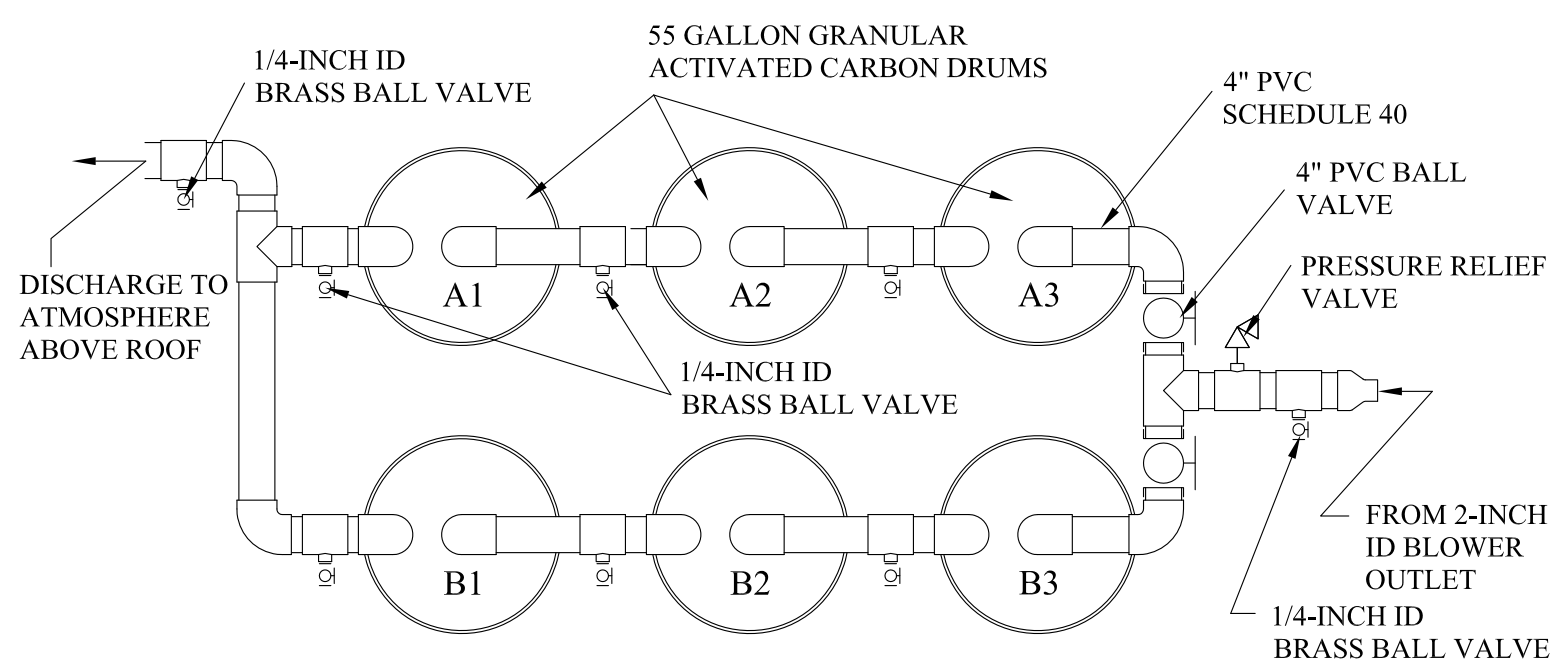 1/4-INCH ID
BRASS BALL VALVE
55 GALLON GRANULAR
ACTIVATED CARBON DRUMS
4" PVC
SCHEDULE 40
4" PVC BALL
VALVE
PRESSURE RELIEF
VALVE
DISCHARGE TO
ATMOSPHERE
ABOVE ROOF
A1
A2
A3
1/4-INCH ID
BRASS BALL VALVE
B1
B2
B3
FROM 2-INCH
ID BLOWER
OUTLET
1/4-INCH ID
BRASS BALL VALVE